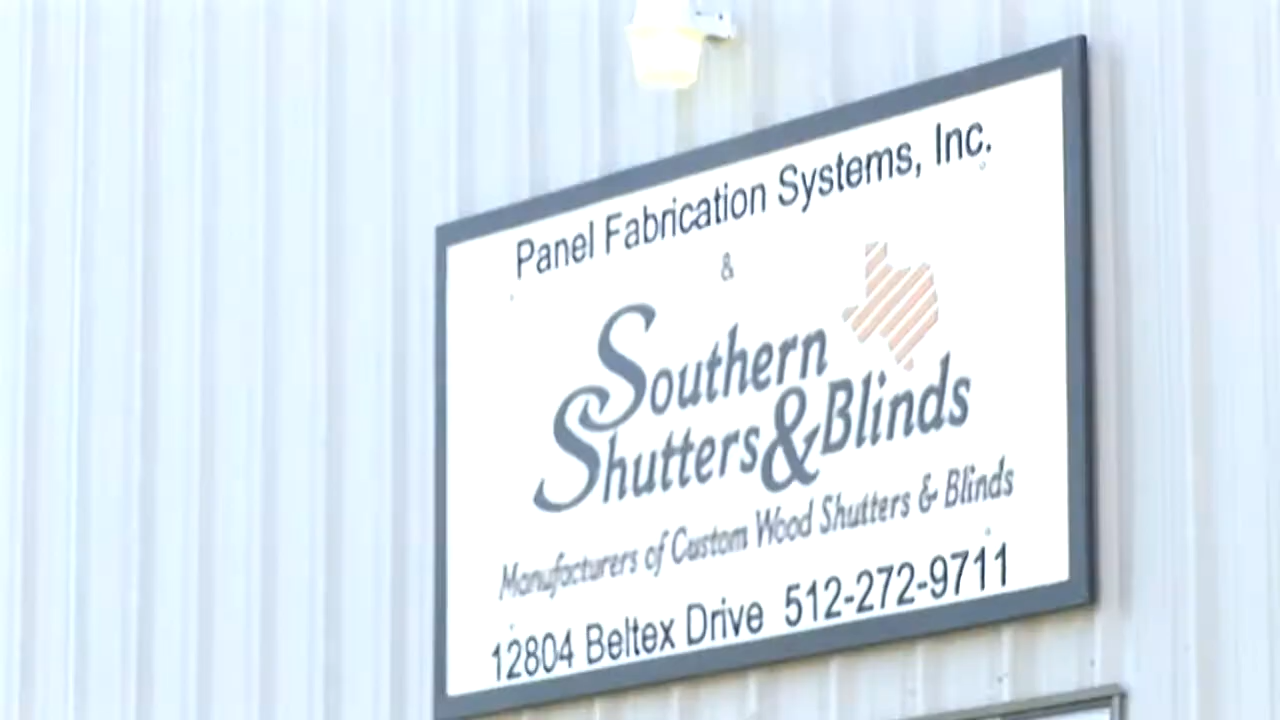 Panel Fabrication Systems, Inc.
&
Southern
Shutters & Blinds
Manufacturers of Custom Wood Shutters & Blinds
12804 Beltex Drive 512-272-9711